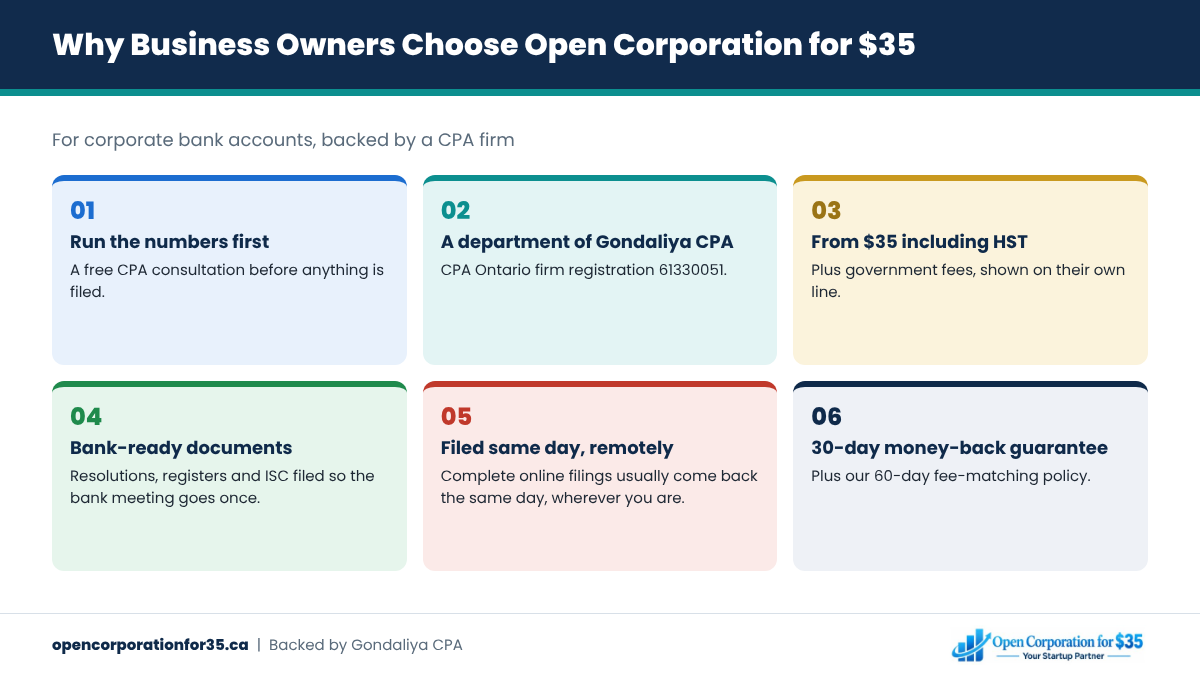 Why Business Owners Choose Open Corporation for $35
For corporate bank accounts, backed by a CPA firm
01
Run the numbers first
A free CPA consultation before anything is
filed.
02
A department of Gondaliya CPA
CPA Ontario firm registration 61330051.
03
From $35 including HST
Plus government fees, shown on their own
line.
04
Bank-ready documents
Resolutions, registers and ISC filed so the
bank meeting goes once.
05
Filed same day, remotely
Complete online filings usually come back
the same day, wherever you are.
06
30-day money-back guarantee
Plus our 60-day fee-matching policy.
opencorporationfor35.ca | Backed by Gondaliya CPA
Open Corporation for $35
Your Startup Partner